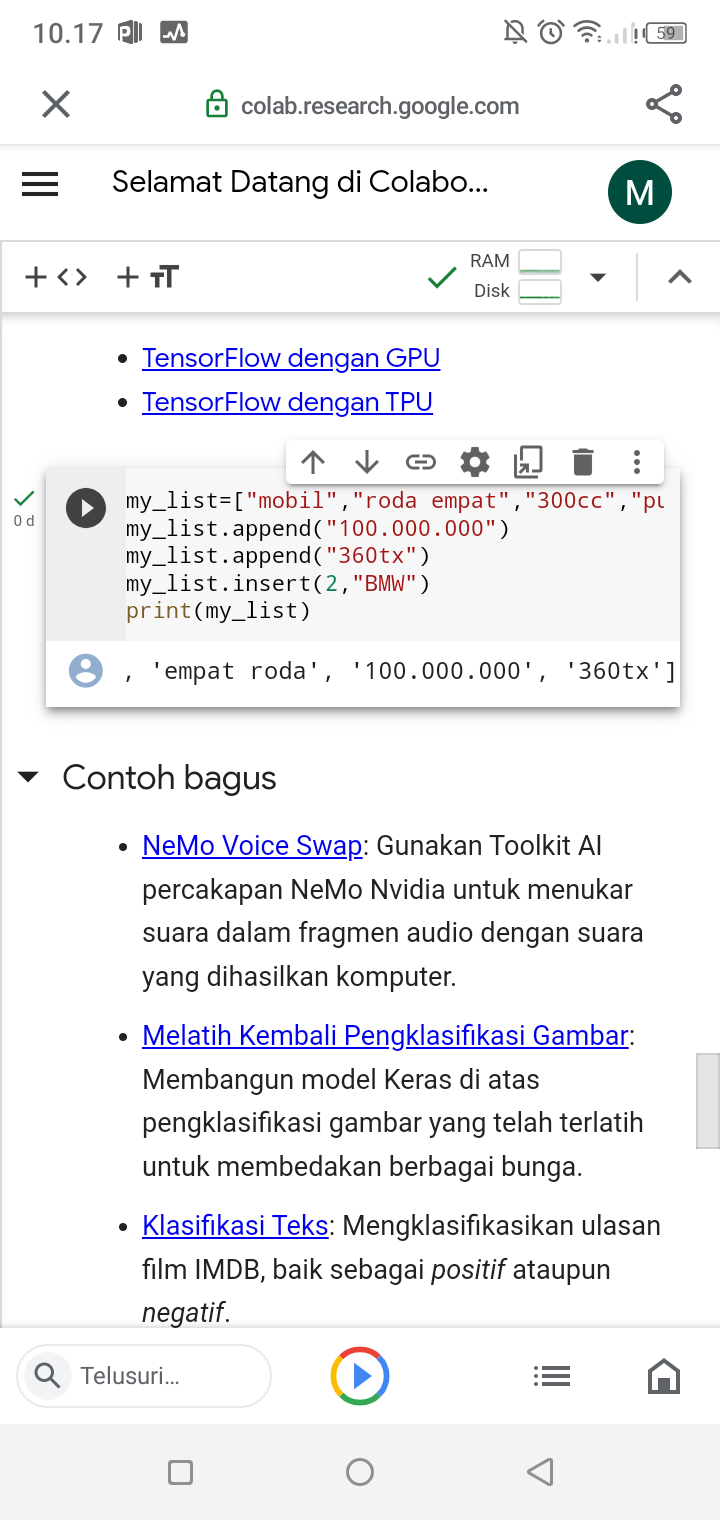 10.17
59
colab.research.google.com
Selamat Datang di Colabo...
M
RAM
Disk
TensorFlow dengan GPU
TensorFlow dengan TPU
0 d
my_list=["mobil","roda empat","300cc","pu
my_list.append("100.000.000")
my_list.append("360tx")
my_list.insert(2,"BMW")
print(my_list)
, 'empat roda', '100.000.000', '360tx']
Contoh bagus
NeMo Voice Swap: Gunakan Toolkit AI
percakapan NeMo Nvidia untuk menukar
suara dalam fragmen audio dengan suara
yang dihasilkan komputer.
Melatih Kembali Pengklasifikasi Gambar:
Membangun model Keras di atas
pengklasifikasi gambar yang telah terlatih
untuk membedakan berbagai bunga.
Klasifikasi Teks: Mengklasifikasikan ulasan
film IMDB, baik sebagai positif ataupun
negatif.
Telusuri...